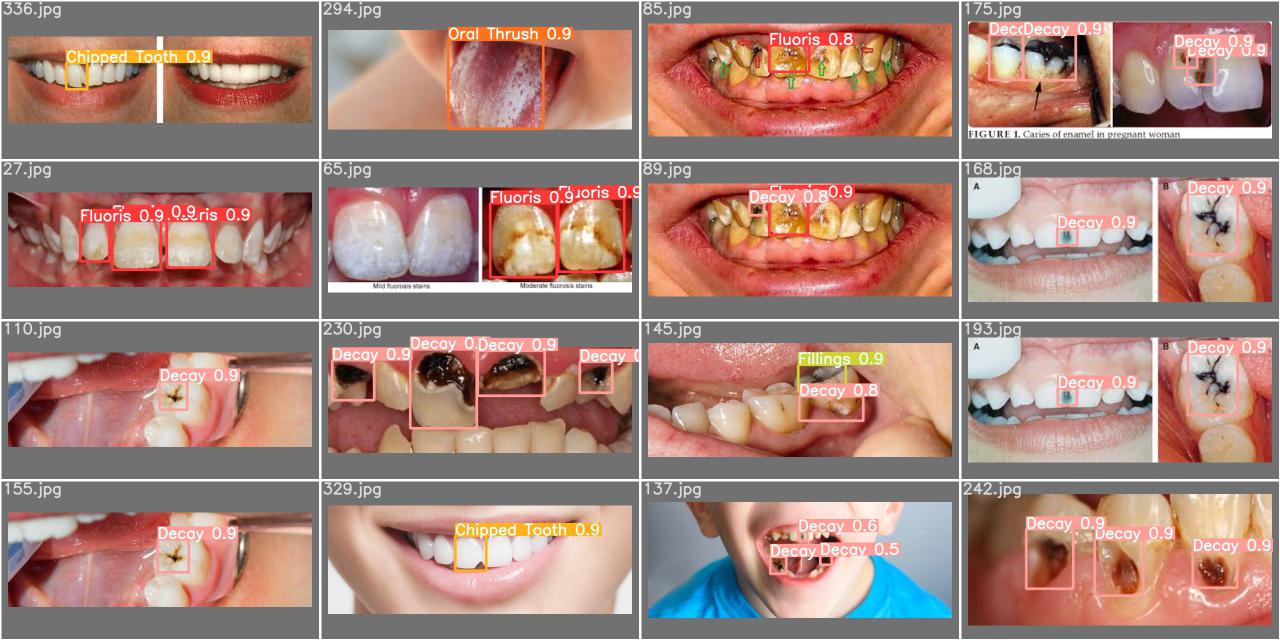 336.jpg
Chipped Tooth 0.9
294.jpg
Oral Thrush 0.9
85.jpg
Fluoris 0.8
175.jpg
Decay 0.9
Decay 0.9
Decay 0.9
FIGURE 1. Caries of enamel in pregnant woman
27.jpg
Fluoris 0.9
0.9
ris 0.9
65.jpg
Fluoris 0.9
Fluoris 0.9
Mild fluorosis stains
Moderate fluorosis stains
89.jpg
0.9
Decay 0.8
168.jpg
A
B
Decay 0.9
Decay 0.9
110.jpg
Decay 0.9
230.jpg
Decay 0.9
Decay 0.
Decay 0.9
Decay 0
145.jpg
Fillings 0.9
Decay 0.8
193.jpg
A
B
Decay 0.9
Decay 0.9
155.jpg
Decay 0.9
329.jpg
Chipped Tooth 0.9
137.jpg
Decay 0.6
Decay
Decay 0.5
242.jpg
Decay 0.9
Decay 0.9
Decay 0.9